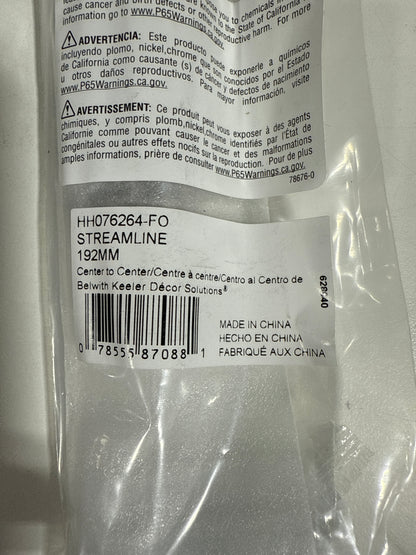 cause cancer and birth defects or other reproductive harm. For more
information go to www.P65Warnings.ca.gov.
ADVERTENCIA: Este producto puede exponerle a químicos
incluyendo plomo, nickel,chrome que son conocidos por el Estado
de California como causante (s) de cáncer y defectos de nacimiento
u otros daños reproductivos. Para mayor información, visite
www.P65Warnings.ca.gov.
AVERTISSEMENT: Ce produit peut vous exposer à des agents
chimiques, y compris plomb,nickel,chrome identifiés par l'État de
Californie comme pouvant causer le cancer et des malformations
congénitales ou autres effets nocifs sur la reproduction. Pour de plus
amples informations, prière de consulter www.P65Warnings.ca.gov.
78676-0
HH076264-FO
STREAMLINE
192MM
Center to Center/Centre à centre/Centro al Centro de
Belwith Keeler Décor Solutions®
0 78555 87088 1
MADE IN CHINA
HECHO EN CHINA
FABRIQUÉ AUX CHINA